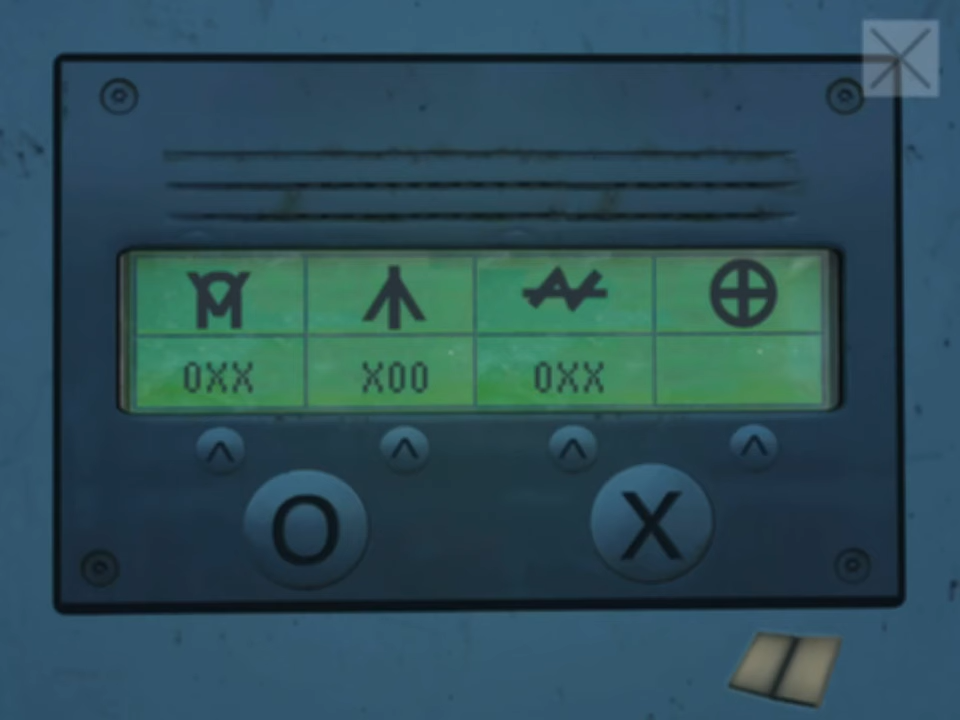 0XX X00 0XX
^ ^ ^ ^
O X